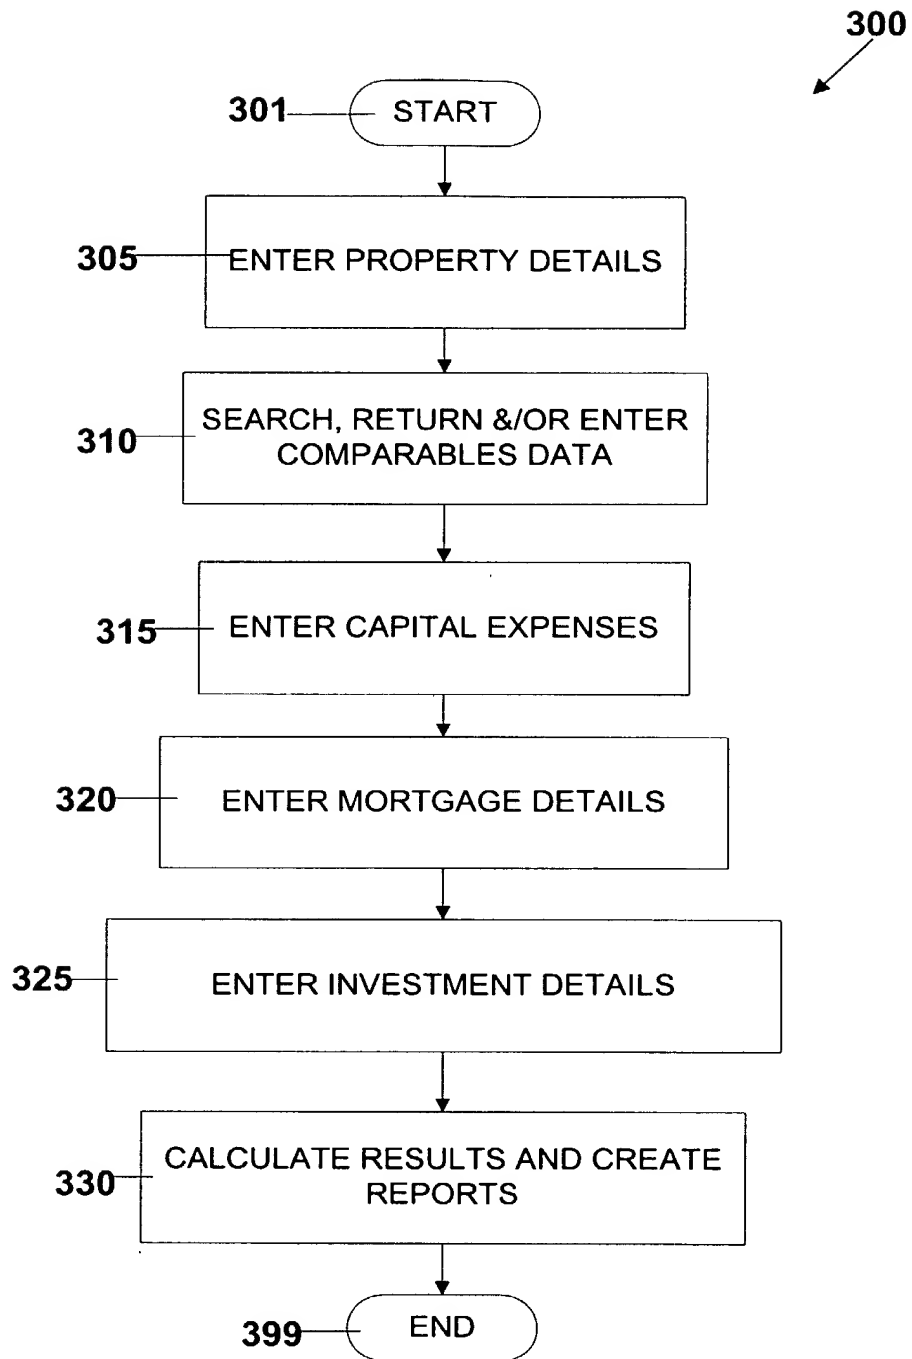 300
301 START
305 ENTER PROPERTY DETAILS
310 SEARCH, RETURN &/OR ENTER
COMPARABLES DATA
315 ENTER CAPITAL EXPENSES
320 ENTER MORTGAGE DETAILS
325 ENTER INVESTMENT DETAILS
330 CALCULATE RESULTS AND CREATE
REPORTS
399 END